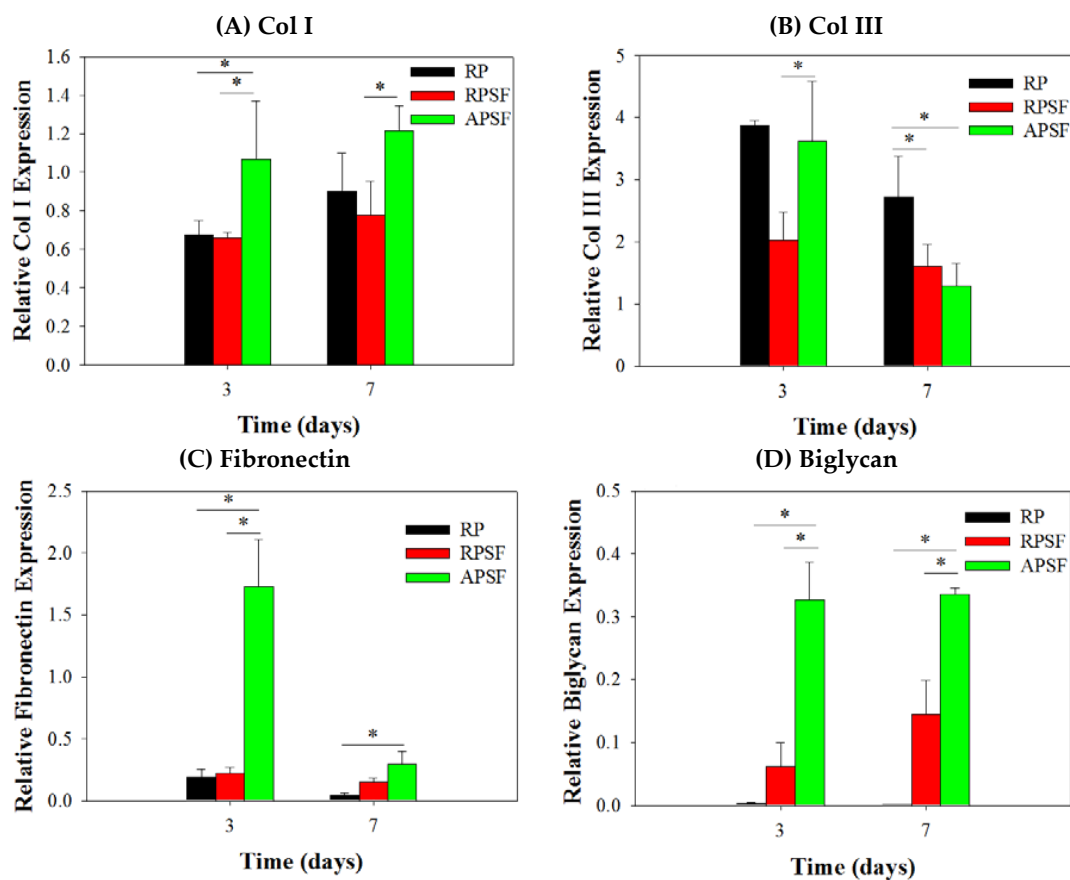 (A) Col I
Relative Col I Expression
1.6
1.4
1.2
1.0
0.8
0.6
0.4
0.2
0.0
*
*
*
RP
RPSF
APSF
3
7
Time (days)
(B) Col III
Relative Col III Expression
5
4
3
2
1
0
*
*
*
RP
RPSF
APSF
3
7
Time (days)
(C) Fibronectin
Relative Fibronectin Expression
2.5
2.0
1.5
1.0
0.5
0.0
*
*
*
RP
RPSF
APSF
3
7
Time (days)
(D) Biglycan
Relative Biglycan Expression
0.5
0.4
0.3
0.2
0.1
0.0
*
*
*
*
RP
RPSF
APSF
3
7
Time (days)